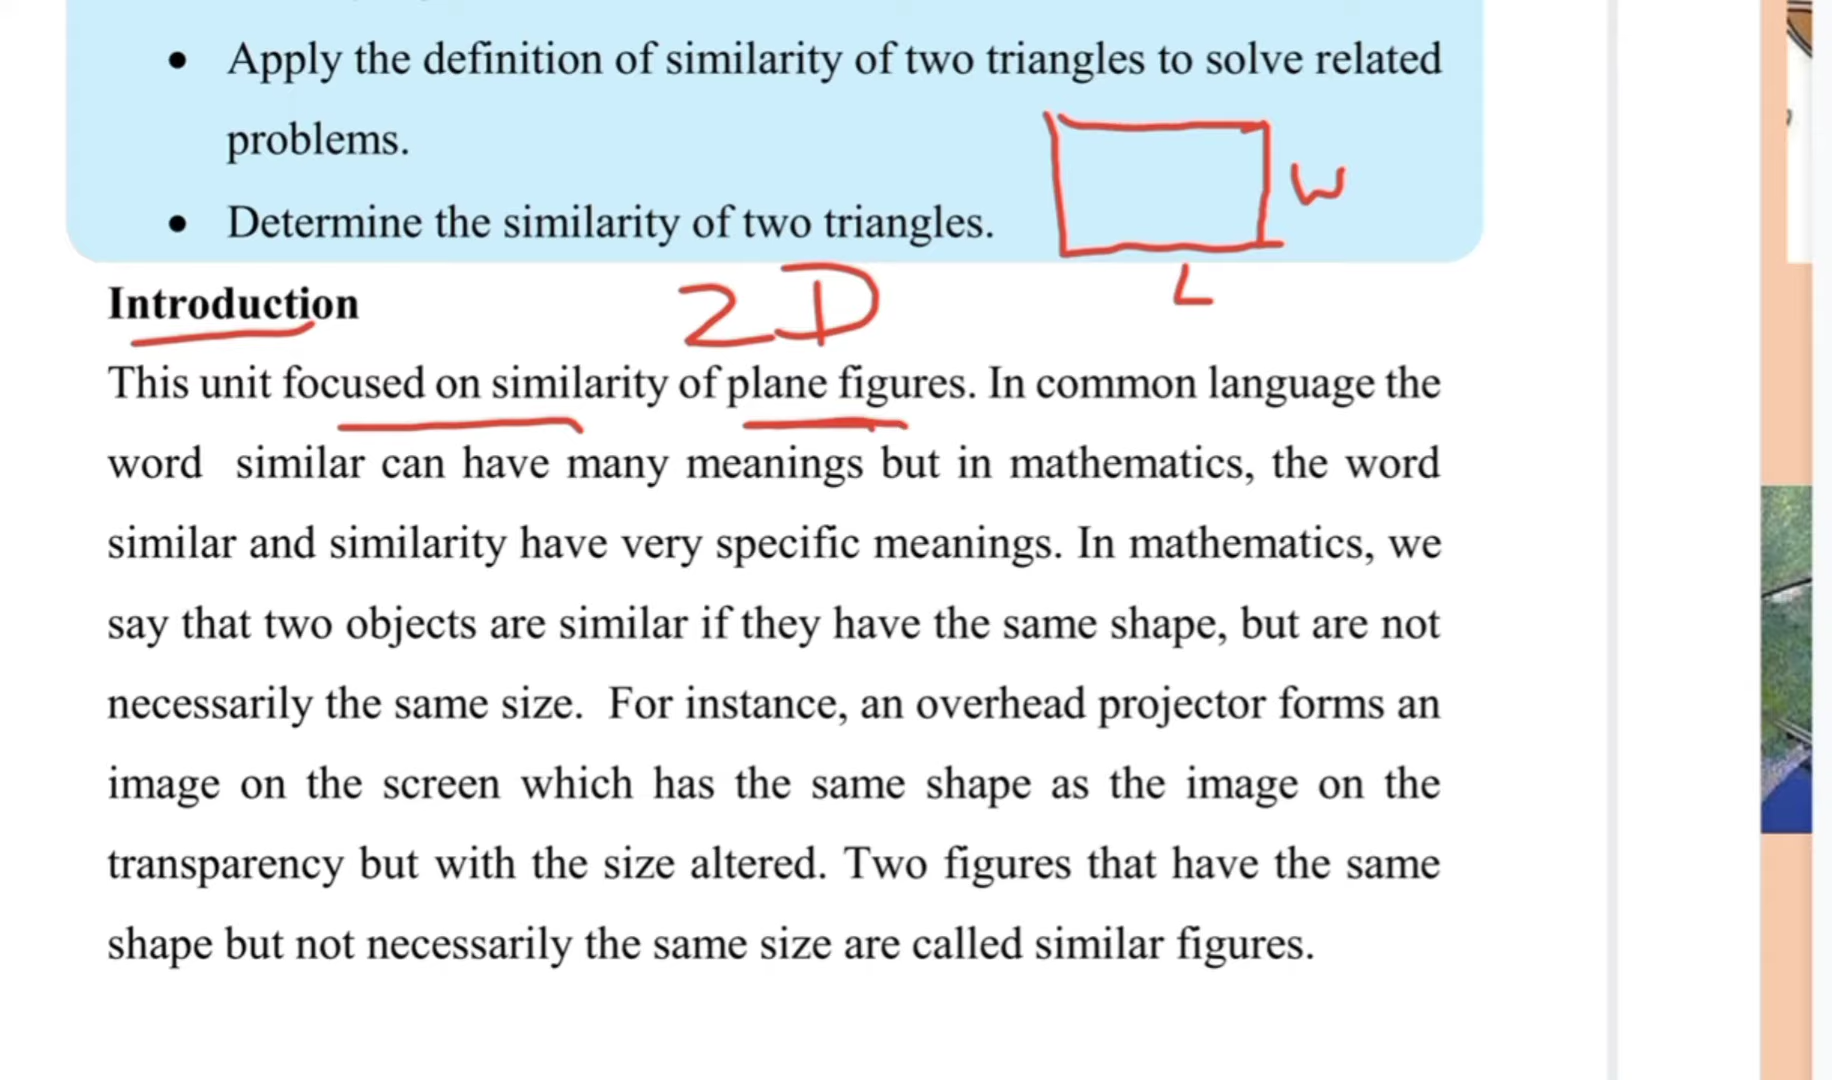 • Apply the definition of similarity of two triangles to solve related
problems.
W
• Determine the similarity of two triangles.
L
Introduction
2D
This unit focused on similarity of plane figures. In common language the
word similar can have many meanings but in mathematics, the word
similar and similarity have very specific meanings. In mathematics, we
say that two objects are similar if they have the same shape, but are not
necessarily the same size. For instance, an overhead projector forms an
image on the screen which has the same shape as the image on the
transparency but with the size altered. Two figures that have the same
shape but not necessarily the same size are called similar figures.